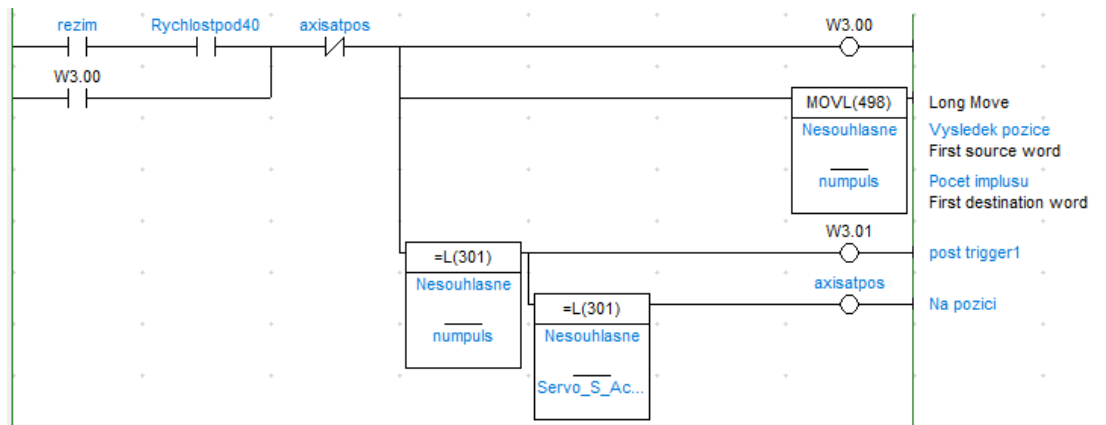 rezim Rychlostpod40 axisatpos W3.00
W3.00
MOVL(498) Long Move
Nesouhlasne Vysledek pozice
First source word
numpuls Pocet implusu
First destination word
W3.01
=L(301) post trigger1
Nesouhlasne axisatpos
=L(301) Na pozici
numpuls Nesouhlasne
Servo_S_Ac...